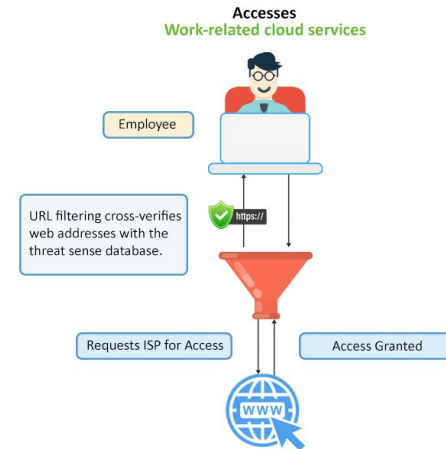 Accesses
Work-related cloud services
Employee
URL filtering cross-verifies
web addresses with the
threat sense database.
https://
Requests ISP for Access
Access Granted
WWW